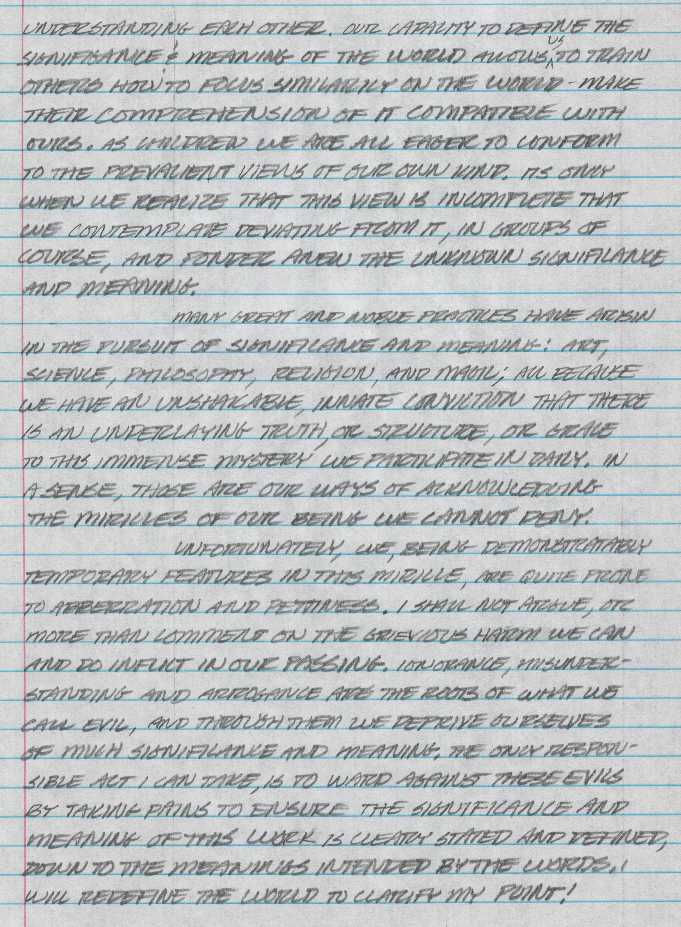 UNDERSTANDING EACH OTHER. OUR CAPACITY TO DEFINE THE
SIGNIFICANCE & MEANING OF THE WORLD ALLOWS US TO TRAIN
OTHERS HOW TO FOCUS SIMILARILY ON THE WORLD - MAKE
THEIR COMPREHENSION OF IT COMPATIBLE WITH
OURS. AS CHILDREN WE ARE ALL EAGER TO CONFORM
TO THE PREVALIENT VIEWS OF OUR OWN KIND. ITS ONLY
WHEN WE REALIZE THAT THIS VIEW IS INCOMPLETE THAT
WE CONTEMPLATE DEVIATING FROM IT, IN GROUPS OF
COURSE, AND PONDER ANEW THE UNKNOWN SIGNIFICANCE
AND MEANING.
MANY GREAT AND NOBLE PRACTICES HAVE ARISIN
IN THE PURSUIT OF SIGNIFICANCE AND MEANING: ART,
SCIENCE, PHILOSOPHY, RELIGION, AND MAGIC; ALL BECAUSE
WE HAVE AN UNSHAKABLE, INNATE CONVICTION THAT THERE
IS AN UNDERLAYING TRUTH, OR STRUCTURE, OR GRACE
TO THIS IMMENSE MYSTERY WE PARTICIPATE IN DAILY. IN
A SENSE, THOSE ARE OUR WAYS OF ACKNOWLEDGING
THE MIRICLES OF OUR BEING WE CANNOT DENY.
UNFORTUNATELY, WE, BEING DEMONSTRATABLY
TEMPORARY FEATURES IN THIS MIRICLE, ARE QUITE PRONE
TO ABBERRATION AND PETTINESS. I SHALL NOT ARGUE, OR
MORE THAN COMMENT ON THE GRIEVIOUS HARM WE CAN
AND DO INFLICT IN OUR PASSING. IGNORANCE, MISUNDER-
STANDING AND ARROGANCE ARE THE ROOTS OF WHAT WE
CALL EVIL, AND THROUGH THEM WE DEPRIVE OURSELVES
OF MUCH SIGNIFICANCE AND MEANING. THE ONLY RESPON-
SIBLE ACT I CAN TAKE, IS TO WARD AGAINST THESE EVILS
BY TAKING PAINS TO ENSURE THE SIGNIFICANCE AND
MEANING OF THIS WORK IS CLEARY STATED AND DEFINED,
DOWN TO THE MEANINGS INTENDED BY THE WORDS. I
WILL REDEFINE THE WORLD TO CLARIFY MY POINT!